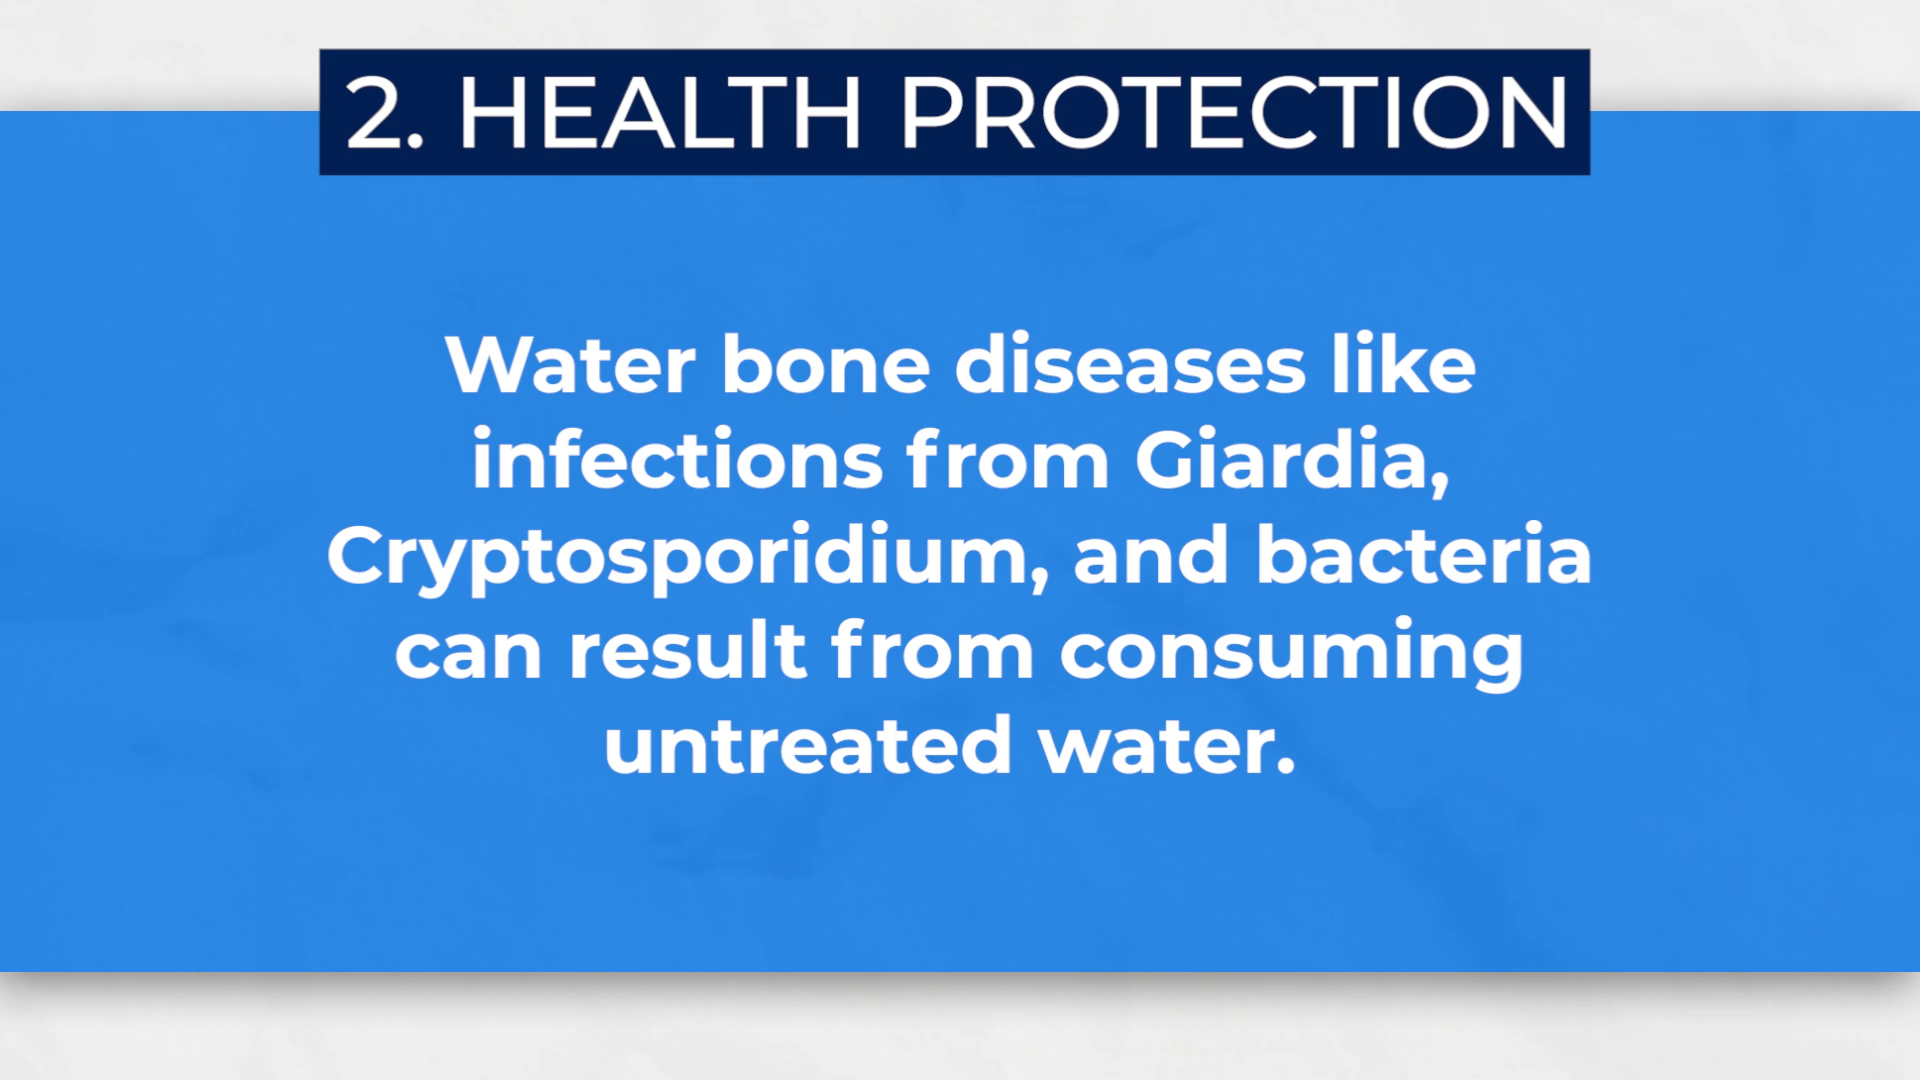 2. HEALTH PROTECTION
Water bone diseases like
infections from Giardia,
Cryptosporidium, and bacteria
can result from consuming
untreated water.